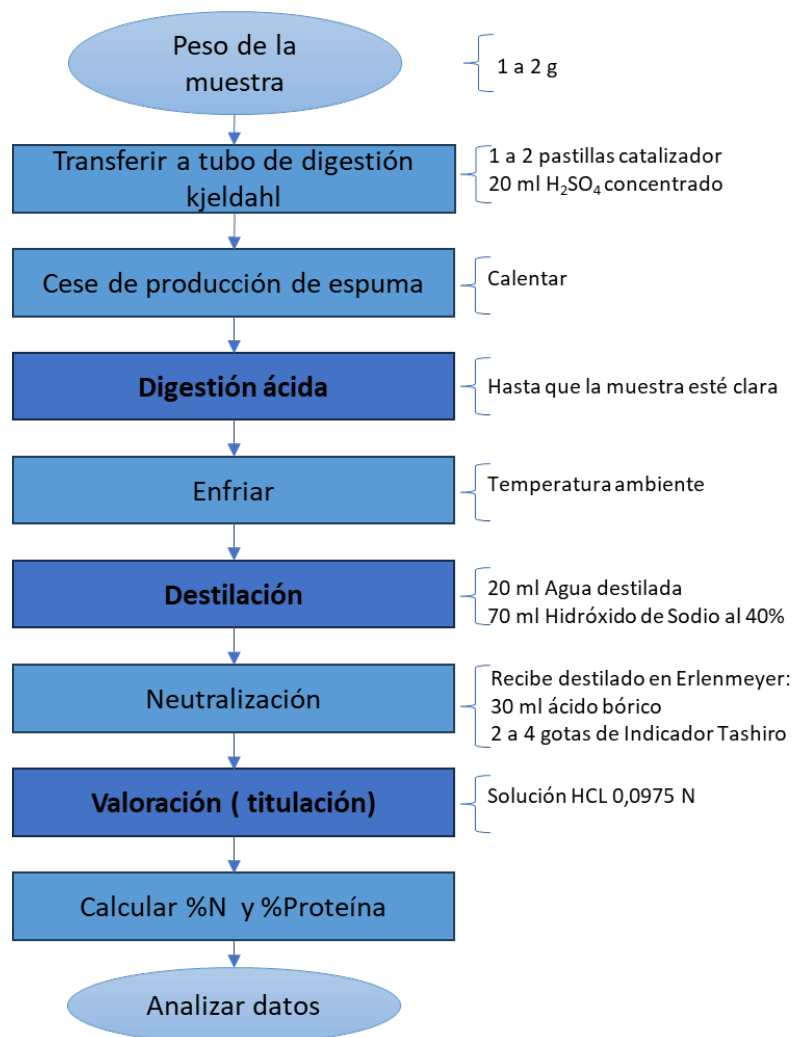 Peso de la
muestra
1 a 2 g
Transferir a tubo de digestión
kjeldahl
1 a 2 pastillas catalizador
20 ml H₂SO₄ concentrado
Cese de producción de espuma
Calentar
Digestión ácida
Hasta que la muestra esté clara
Enfriar
Temperatura ambiente
Destilación
20 ml Agua destilada
70 ml Hidróxido de Sodio al 40%
Neutralización
Recibe destilado en Erlenmeyer:
30 ml ácido bórico
2 a 4 gotas de Indicador Tashiro
Valoración ( titulación)
Solución HCL 0,0975 N
Calcular %N y %Proteína
Analizar datos